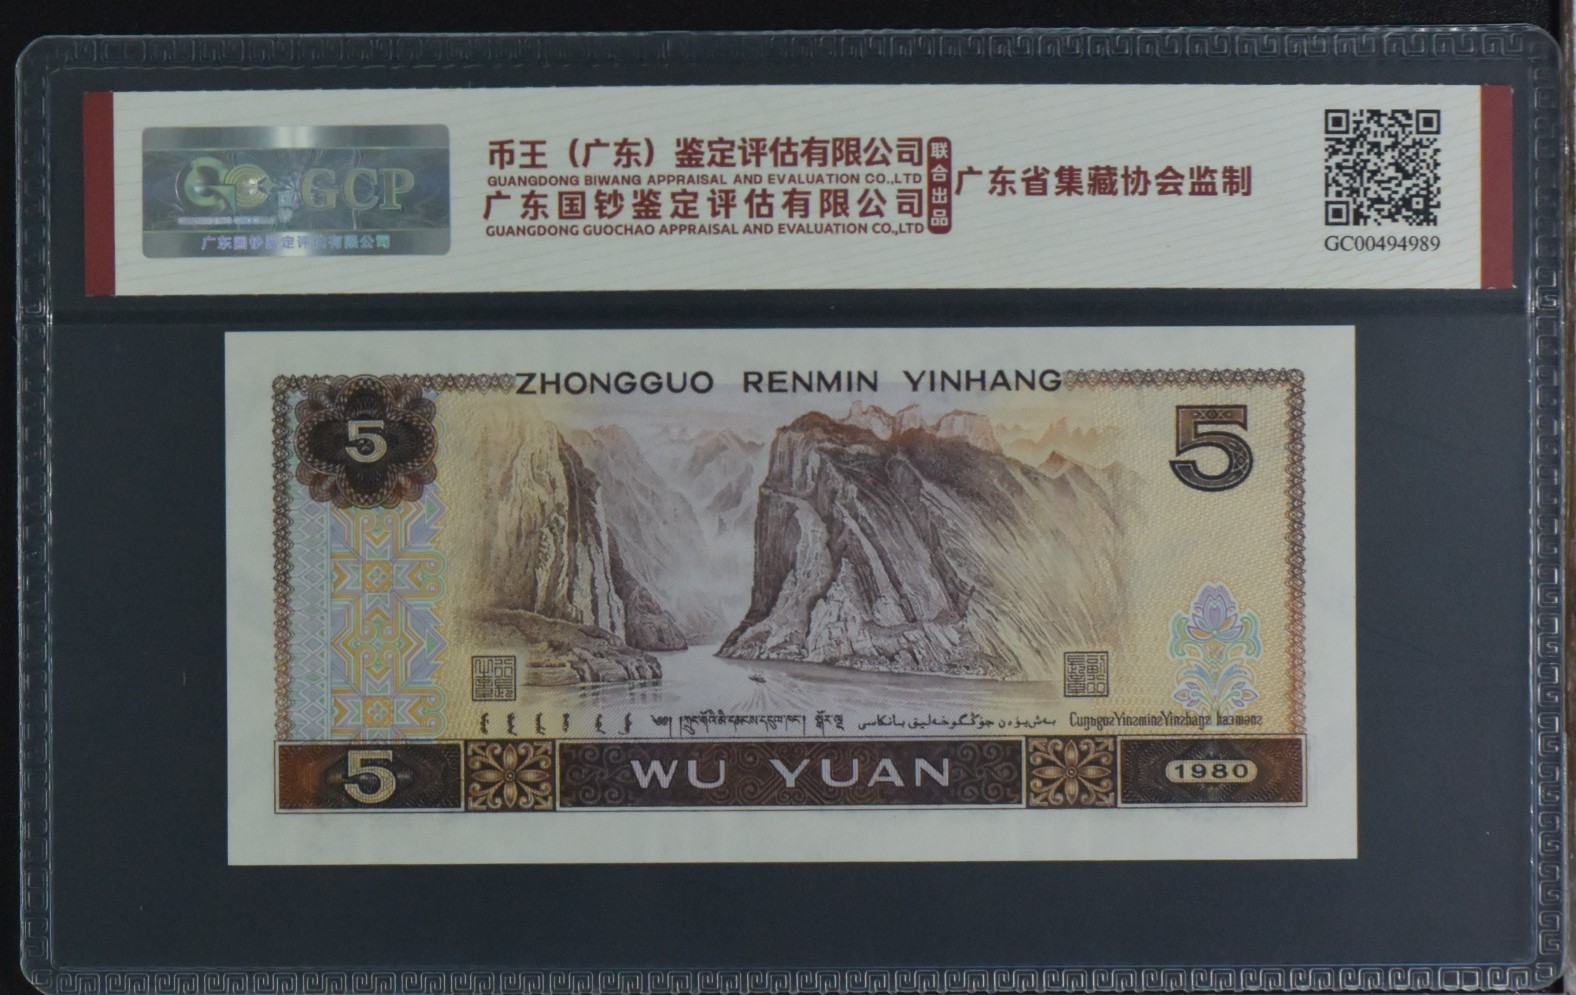 GCP
广东国钞鉴定评估有限公司
币王（广东）鉴定评估有限公司
GUANGDONG BIWANG APPRAISAL AND EVALUATION CO.,LTD
广东国钞鉴定评估有限公司
GUANGDONG GUOCHAO APPRAISAL AND EVALUATION CO.,LTD
联合出品
广东省集藏协会监制
GC00494989
ZHONGGUO RENMIN YINHANG
5
5
5
WU YUAN
1980